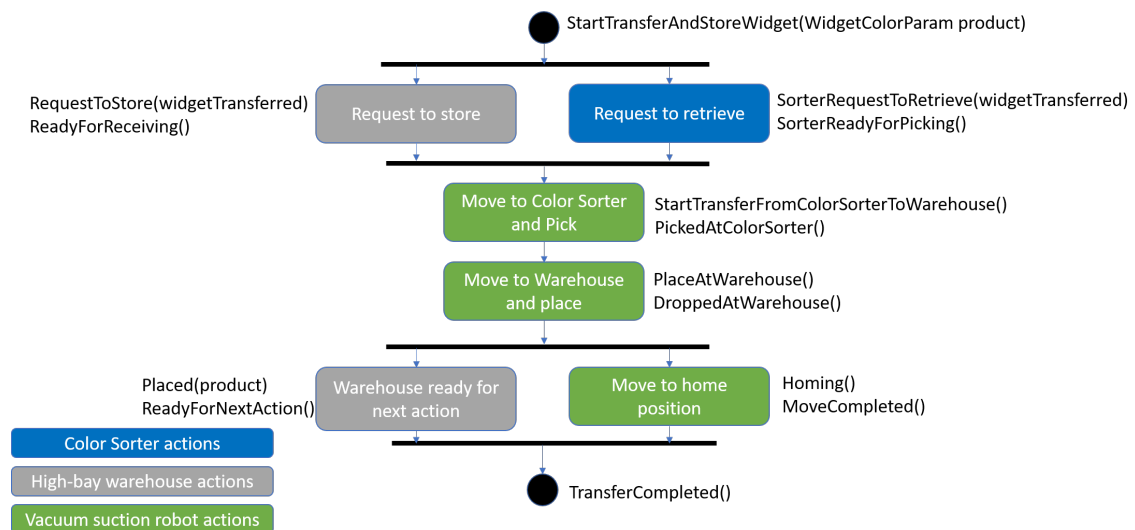 StartTransferAndStoreWidget(WidgetColorParam product)
RequestToStore(widgetTransferred)
ReadyForReceiving()
Request to store
Request to retrieve
SorterRequestToRetrieve(widgetTransferred)
SorterReadyForPicking()
Move to Color Sorter
and Pick
StartTransferFromColorSorterToWarehouse()
PickedAtColorSorter()
Move to Warehouse
and place
PlaceAtWarehouse()
DroppedAtWarehouse()
Placed(product)
ReadyForNextAction()
Warehouse ready for
next action
Move to home
position
Homing()
MoveCompleted()
Color Sorter actions
High-bay warehouse actions
Vacuum suction robot actions
TransferCompleted()